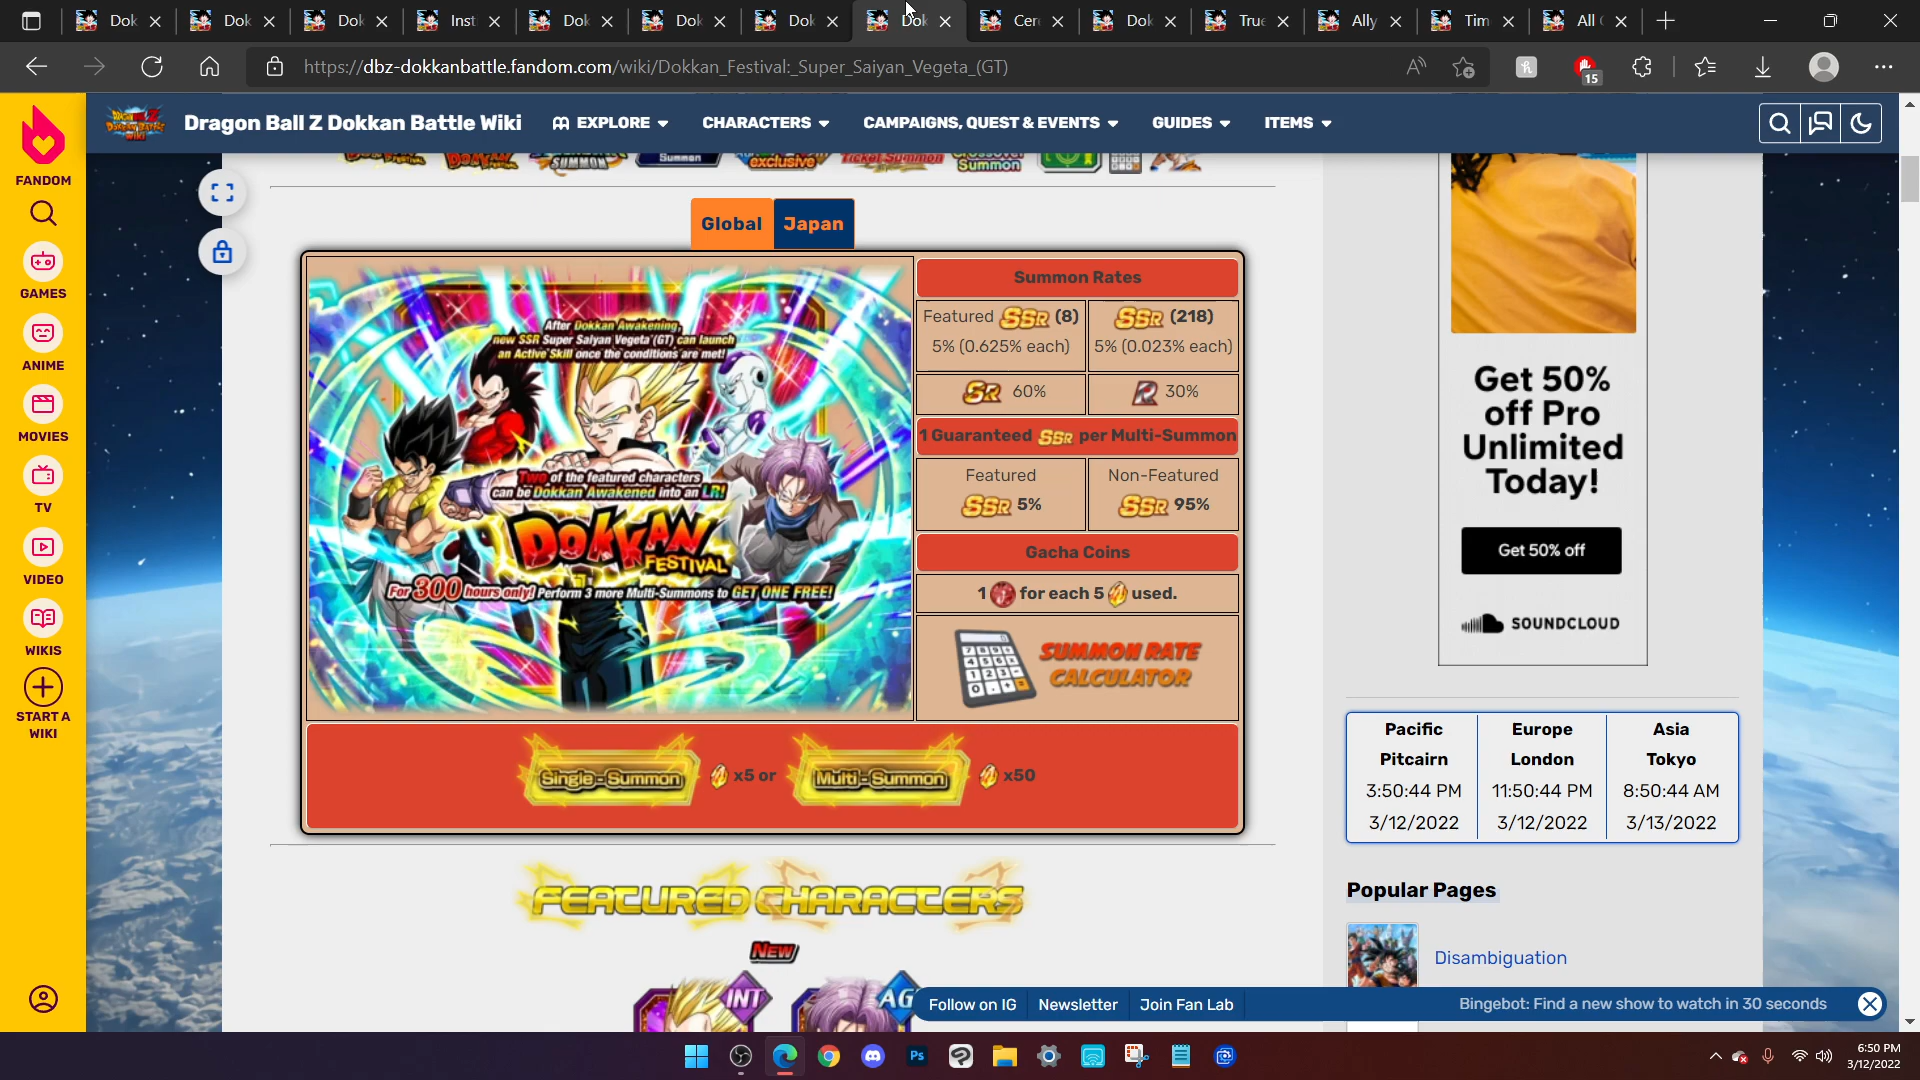 Dok
Dok
Dok
Inst
Dok
Dok
Dok
Dok
Cer
Dok
True
Ally
Tim
All
https://dbz-dokkanbattle.fandom.com/wiki/Dokkan_Festival:_Super_Saiyan_Vegeta_(GT)
15
Dragon Ball Z Dokkan Battle Wiki
EXPLORE
CHARACTERS
CAMPAIGNS, QUEST & EVENTS
GUIDES
ITEMS
FANDOM
GAMES
ANIME
MOVIES
TV
VIDEO
WIKIS
START A
WIKI
SUMMON
Summon
exclusive
Ticket Summon
Crossover
Summon
Global
Japan
After Dokkan Awakening,
new SSR Super Saiyan Vegeta (GT) can launch
an Active Skill once the conditions are met!
Two of the featured characters
can be Dokkan Awakened into an LR!
DOKKAN
FESTIVAL
For 300 hours only! Perform 3 more Multi-Summons to GET ONE FREE!
Summon Rates
Featured SSR (8)
5% (0.625% each)
SSR (218)
5% (0.023% each)
SR 60%
R 30%
1 Guaranteed SSR per Multi-Summon
Featured
SSR 5%
Non-Featured
SSR 95%
Gacha Coins
1 for each 5 used.
SUMMON RATE
CALCULATOR
Single-Summon x5 or Multi-Summon x50
FEATURED CHARACTERS
New
INT
AG
Get 50%
off Pro
Unlimited
Today!
Get 50% off
SOUNDCLOUD
Pacific
Pitcairn
3:50:44 PM
3/12/2022
Europe
London
11:50:44 PM
3/12/2022
Asia
Tokyo
8:50:44 AM
3/13/2022
Popular Pages
Disambiguation
Follow on IG
Newsletter
Join Fan Lab
Bingebot: Find a new show to watch in 30 seconds
Ps
6:50 PM
3/12/2022